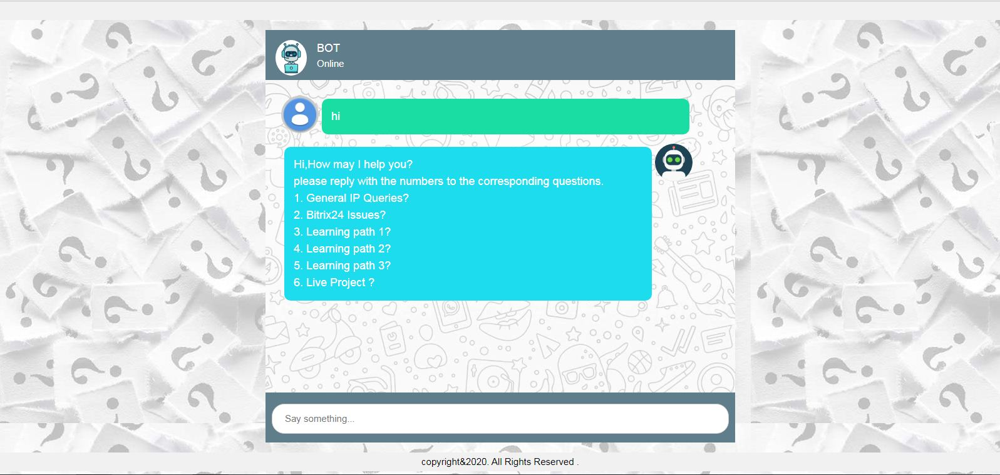 BOT
Online
hi
Hi,How may I help you?
please reply with the numbers to the corresponding questions.
1. General IP Queries?
2. Bitrix24 Issues?
3. Learning path 1?
4. Learning path 2?
5. Learning path 3?
6. Live Project ?
Say something...
copyright&2020. All Rights Reserved .